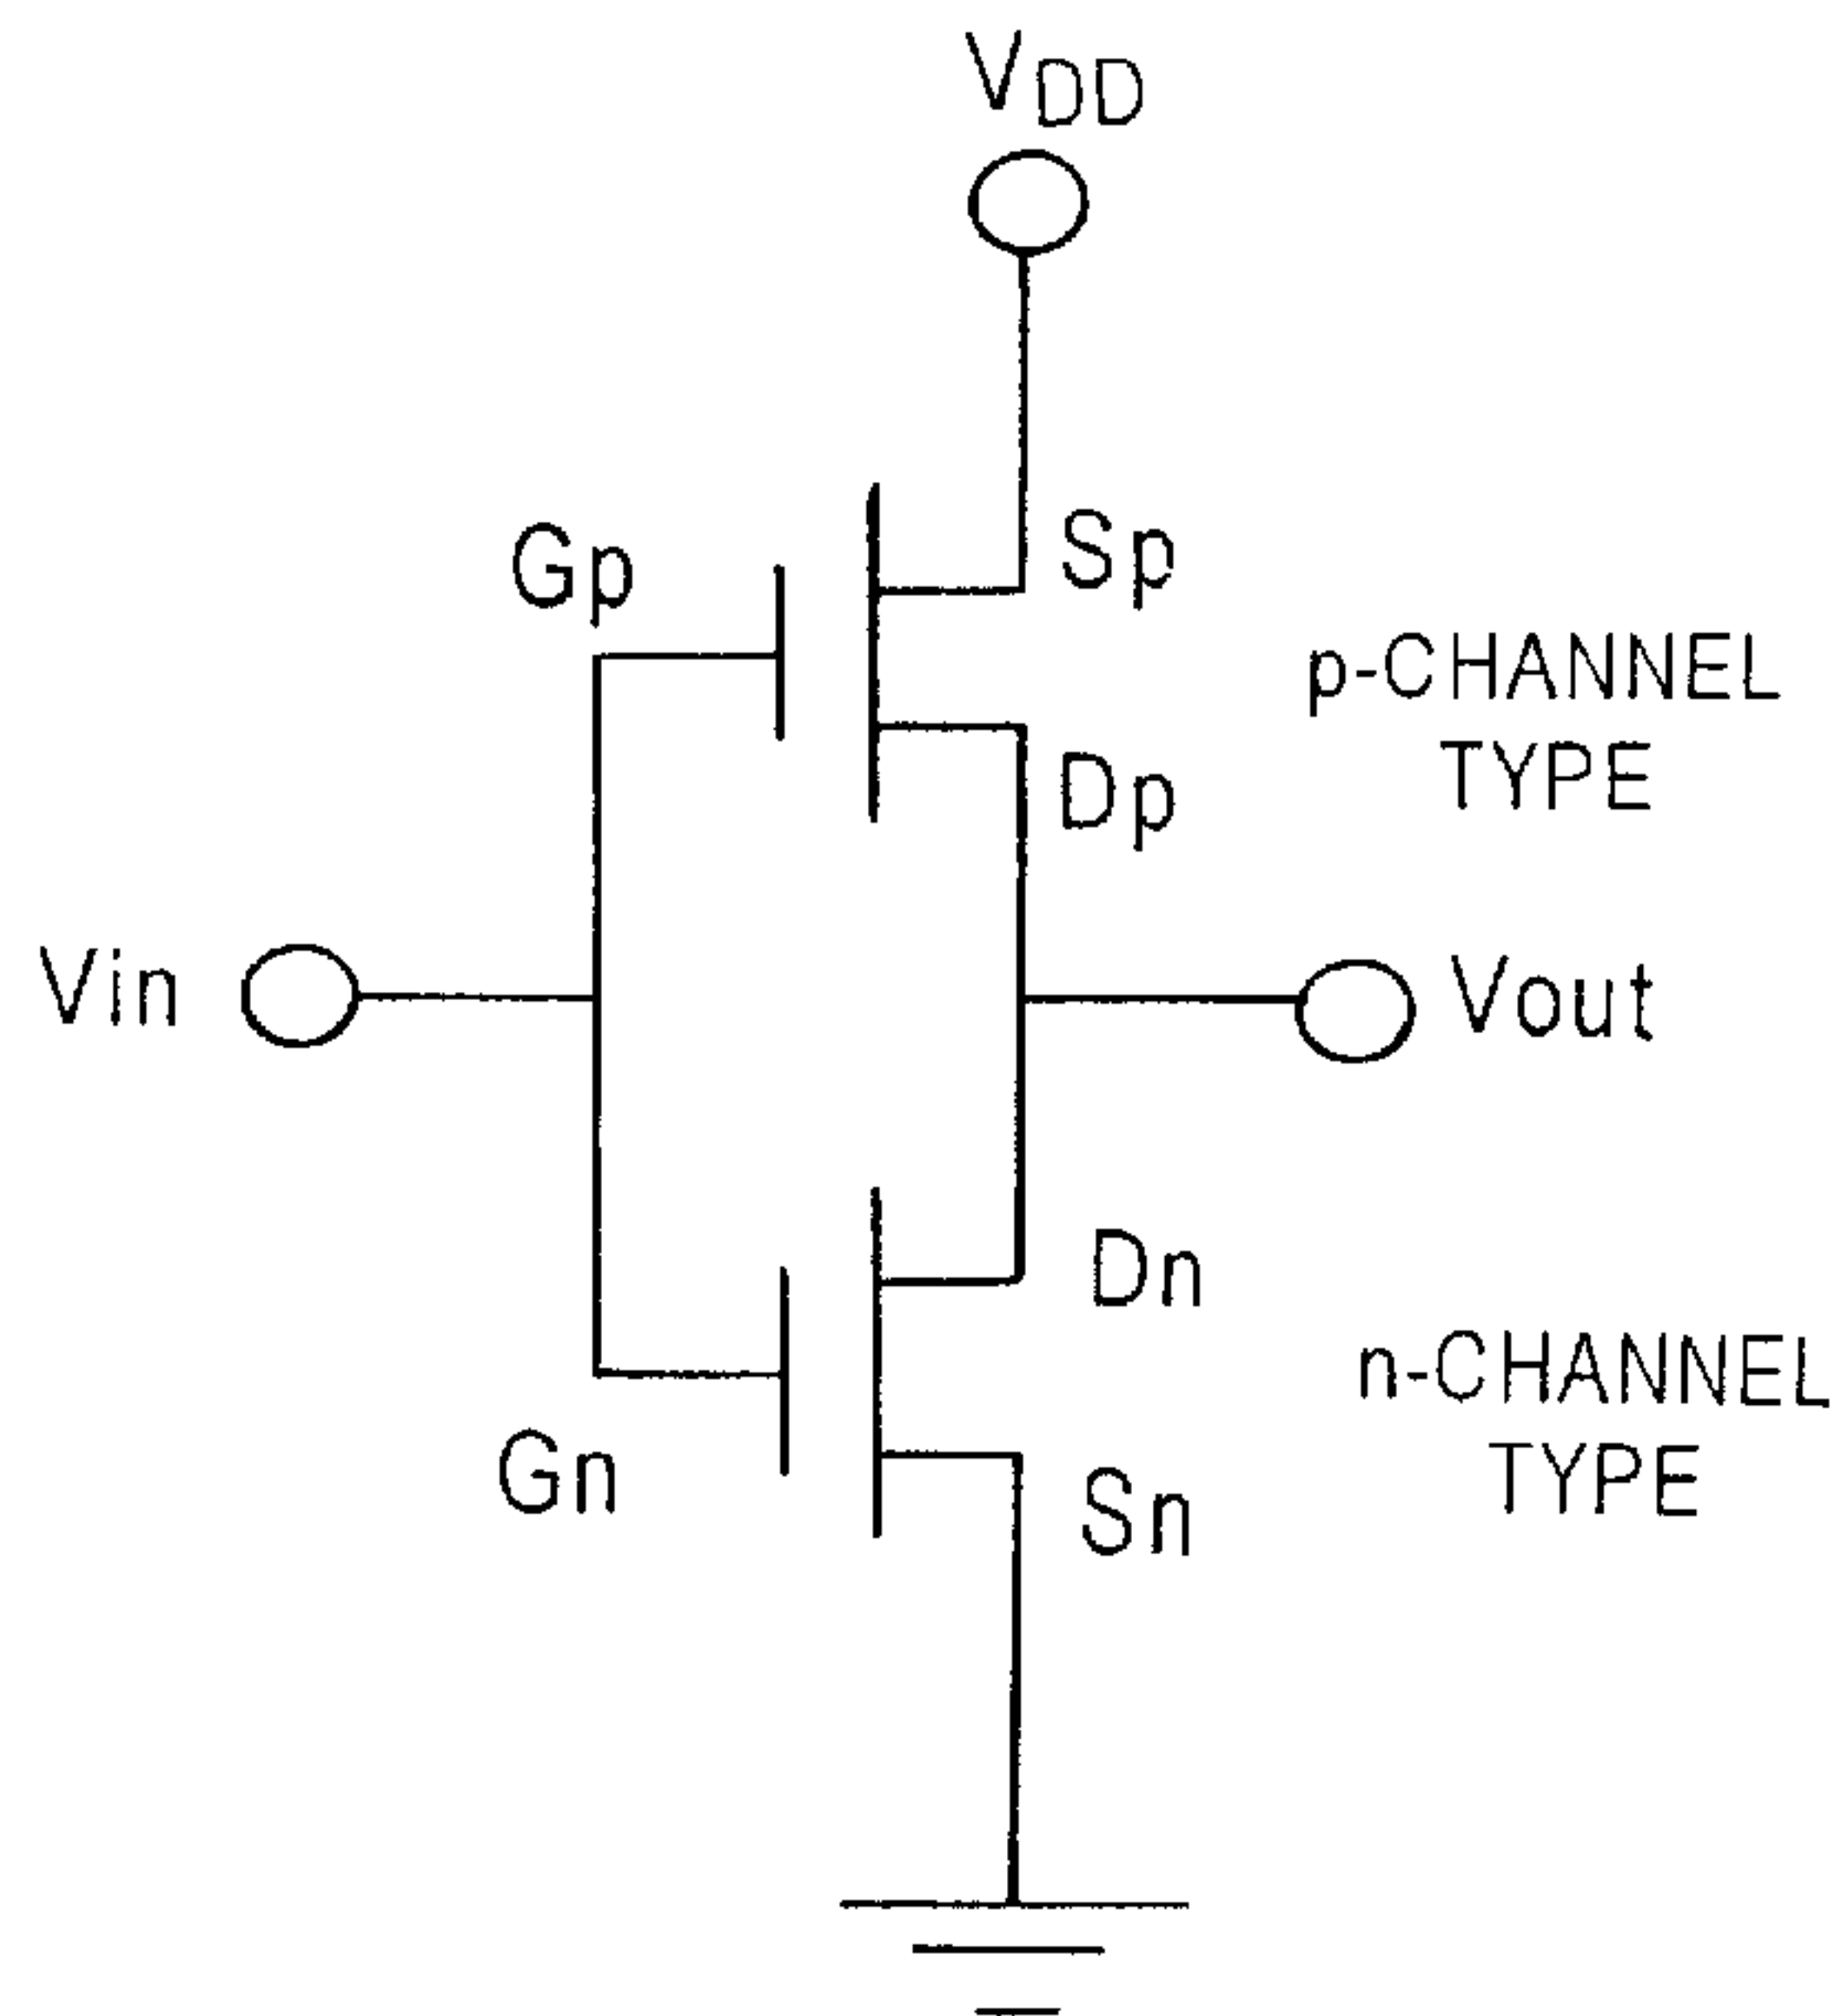 VDD
Gp
Sp
p-CHANNEL
TYPE
Dp
Vin
Vout
Dn
n-CHANNEL
TYPE
Gn
Sn